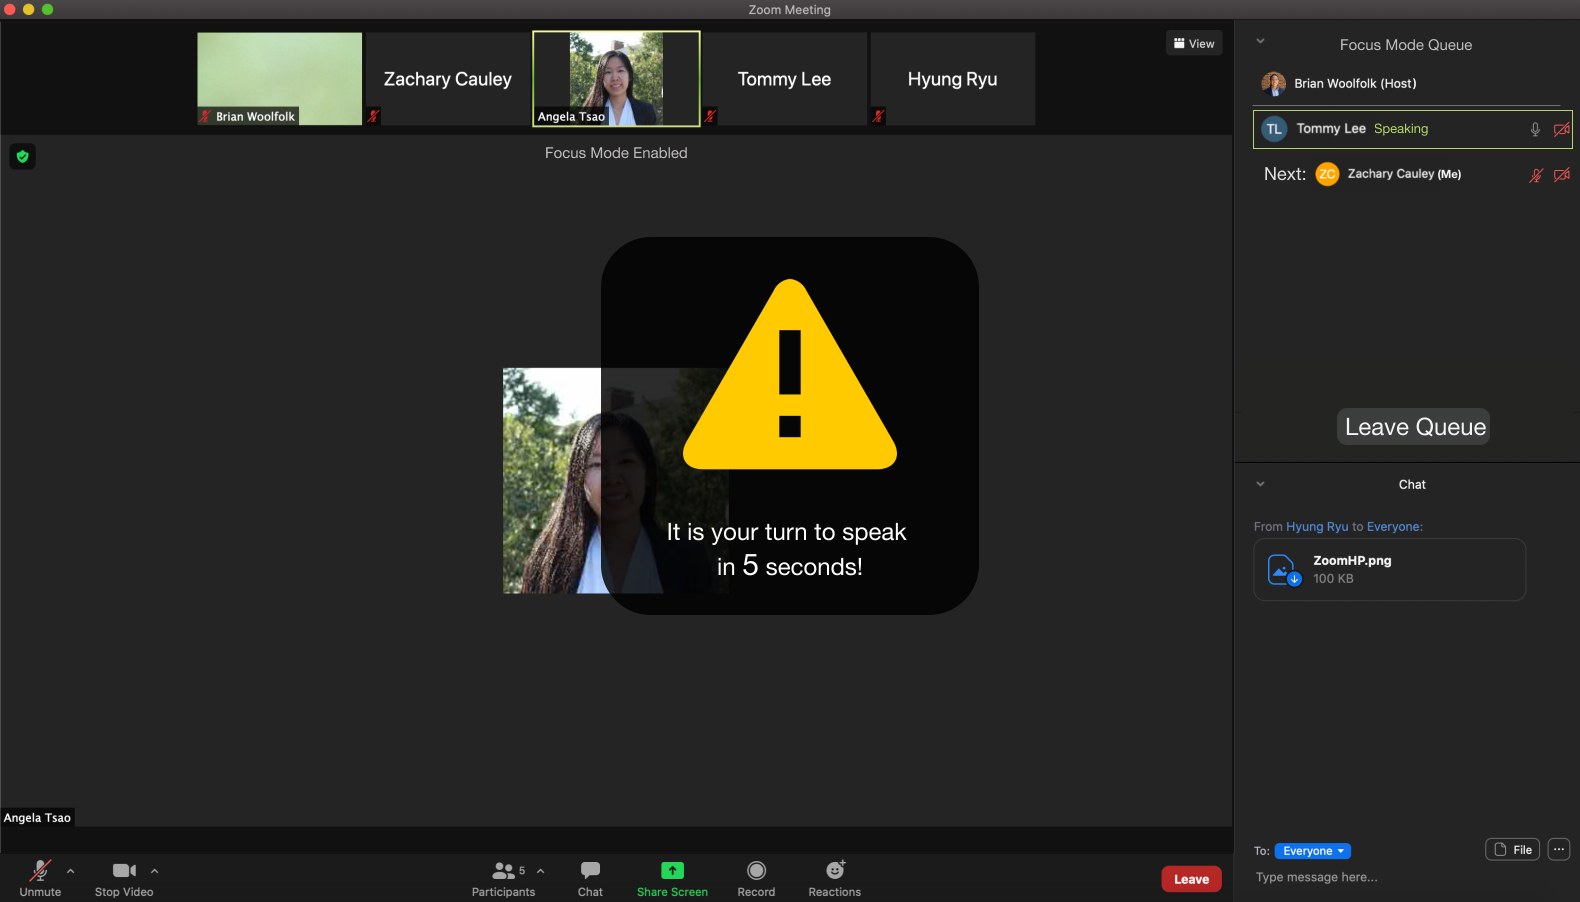 Zoom Meeting
Brian Woolfolk
Zachary Cauley
Angela Tsao
Tommy Lee
Hyung Ryu
View
Focus Mode Enabled
It is your turn to speak
in 5 seconds!
Angela Tsao
Unmute
Stop Video
5
Participants
Chat
Share Screen
Record
Reactions
Leave
Focus Mode Queue
Brian Woolfolk (Host)
TL Tommy Lee Speaking
Next: ZC Zachary Cauley (Me)
Leave Queue
Chat
From Hyung Ryu to Everyone:
ZoomHP.png
100 KB
To: Everyone
File
Type message here...